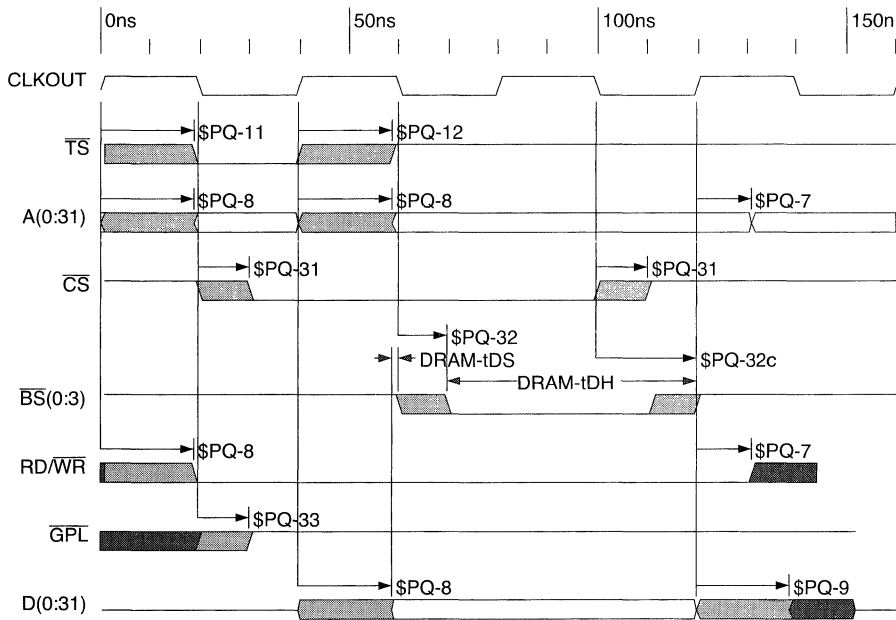 0ns 50ns 100ns 150n
CLKOUT
$PQ-11 $PQ-12
TS
$PQ-8 $PQ-8 $PQ-7
A(0:31)
$PQ-31 $PQ-31
CS
$PQ-32
DRAM-tDS $PQ-32c
DRAM-tDH
BS(0:3)
$PQ-8 $PQ-7
RD/WR
$PQ-33
GPL
$PQ-8 $PQ-9
D(0:31)